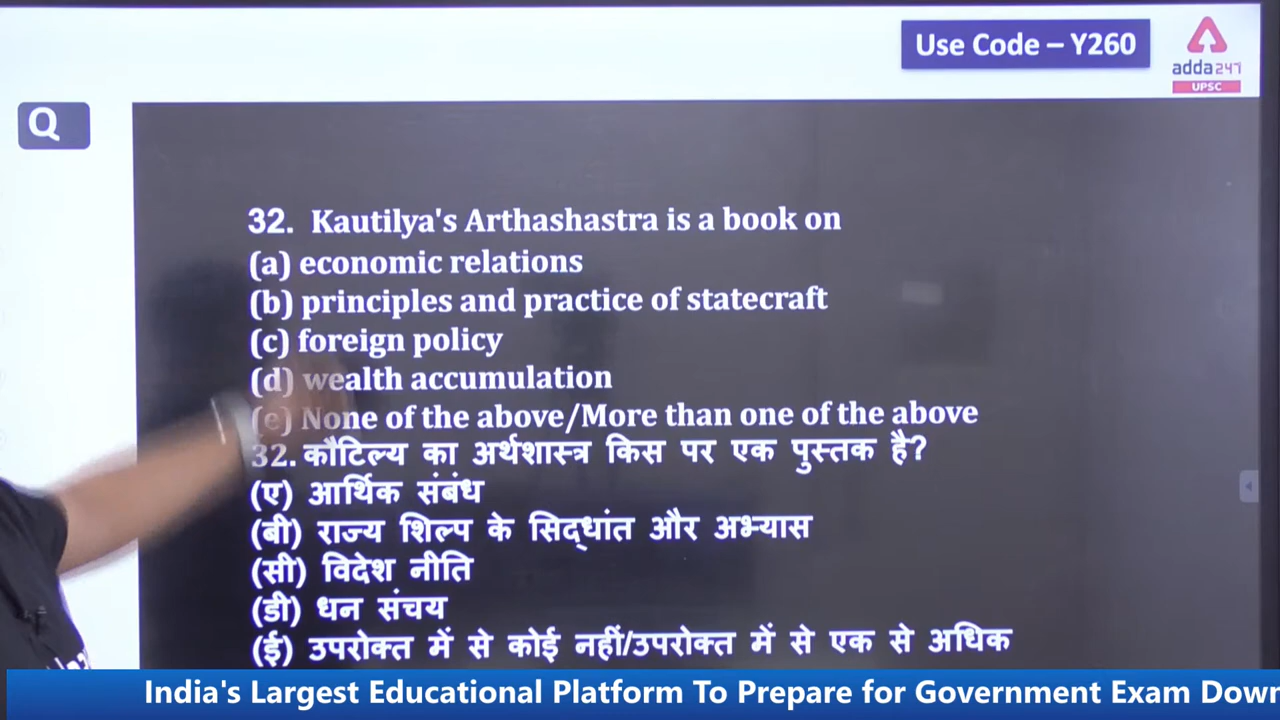 Use Code – Y260
adda247
UPSC
Q
32. Kautilya's Arthashastra is a book on
(a) economic relations
(b) principles and practice of statecraft
(c) foreign policy
(d) wealth accumulation
(e) None of the above/More than one of the above
32. कौटिल्य का अर्थशास्त्र किस पर एक पुस्तक है?
(ए) आर्थिक संबंध
(बी) राज्य शिल्प के सिद्धांत और अभ्यास
(सी) विदेश नीति
(डी) धन संचय
(ई) उपरोक्त में से कोई नहीं/उपरोक्त में से एक से अधिक
India's Largest Educational Platform To Prepare for Government Exam Down